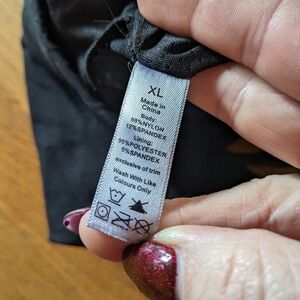 XL
Made in
China
Body:
88%NYLON
12%SPANDEX
Lining:
95%POLYESTER
5%SPANDEX
exclusive of trim
Wash With Like
Colours Only